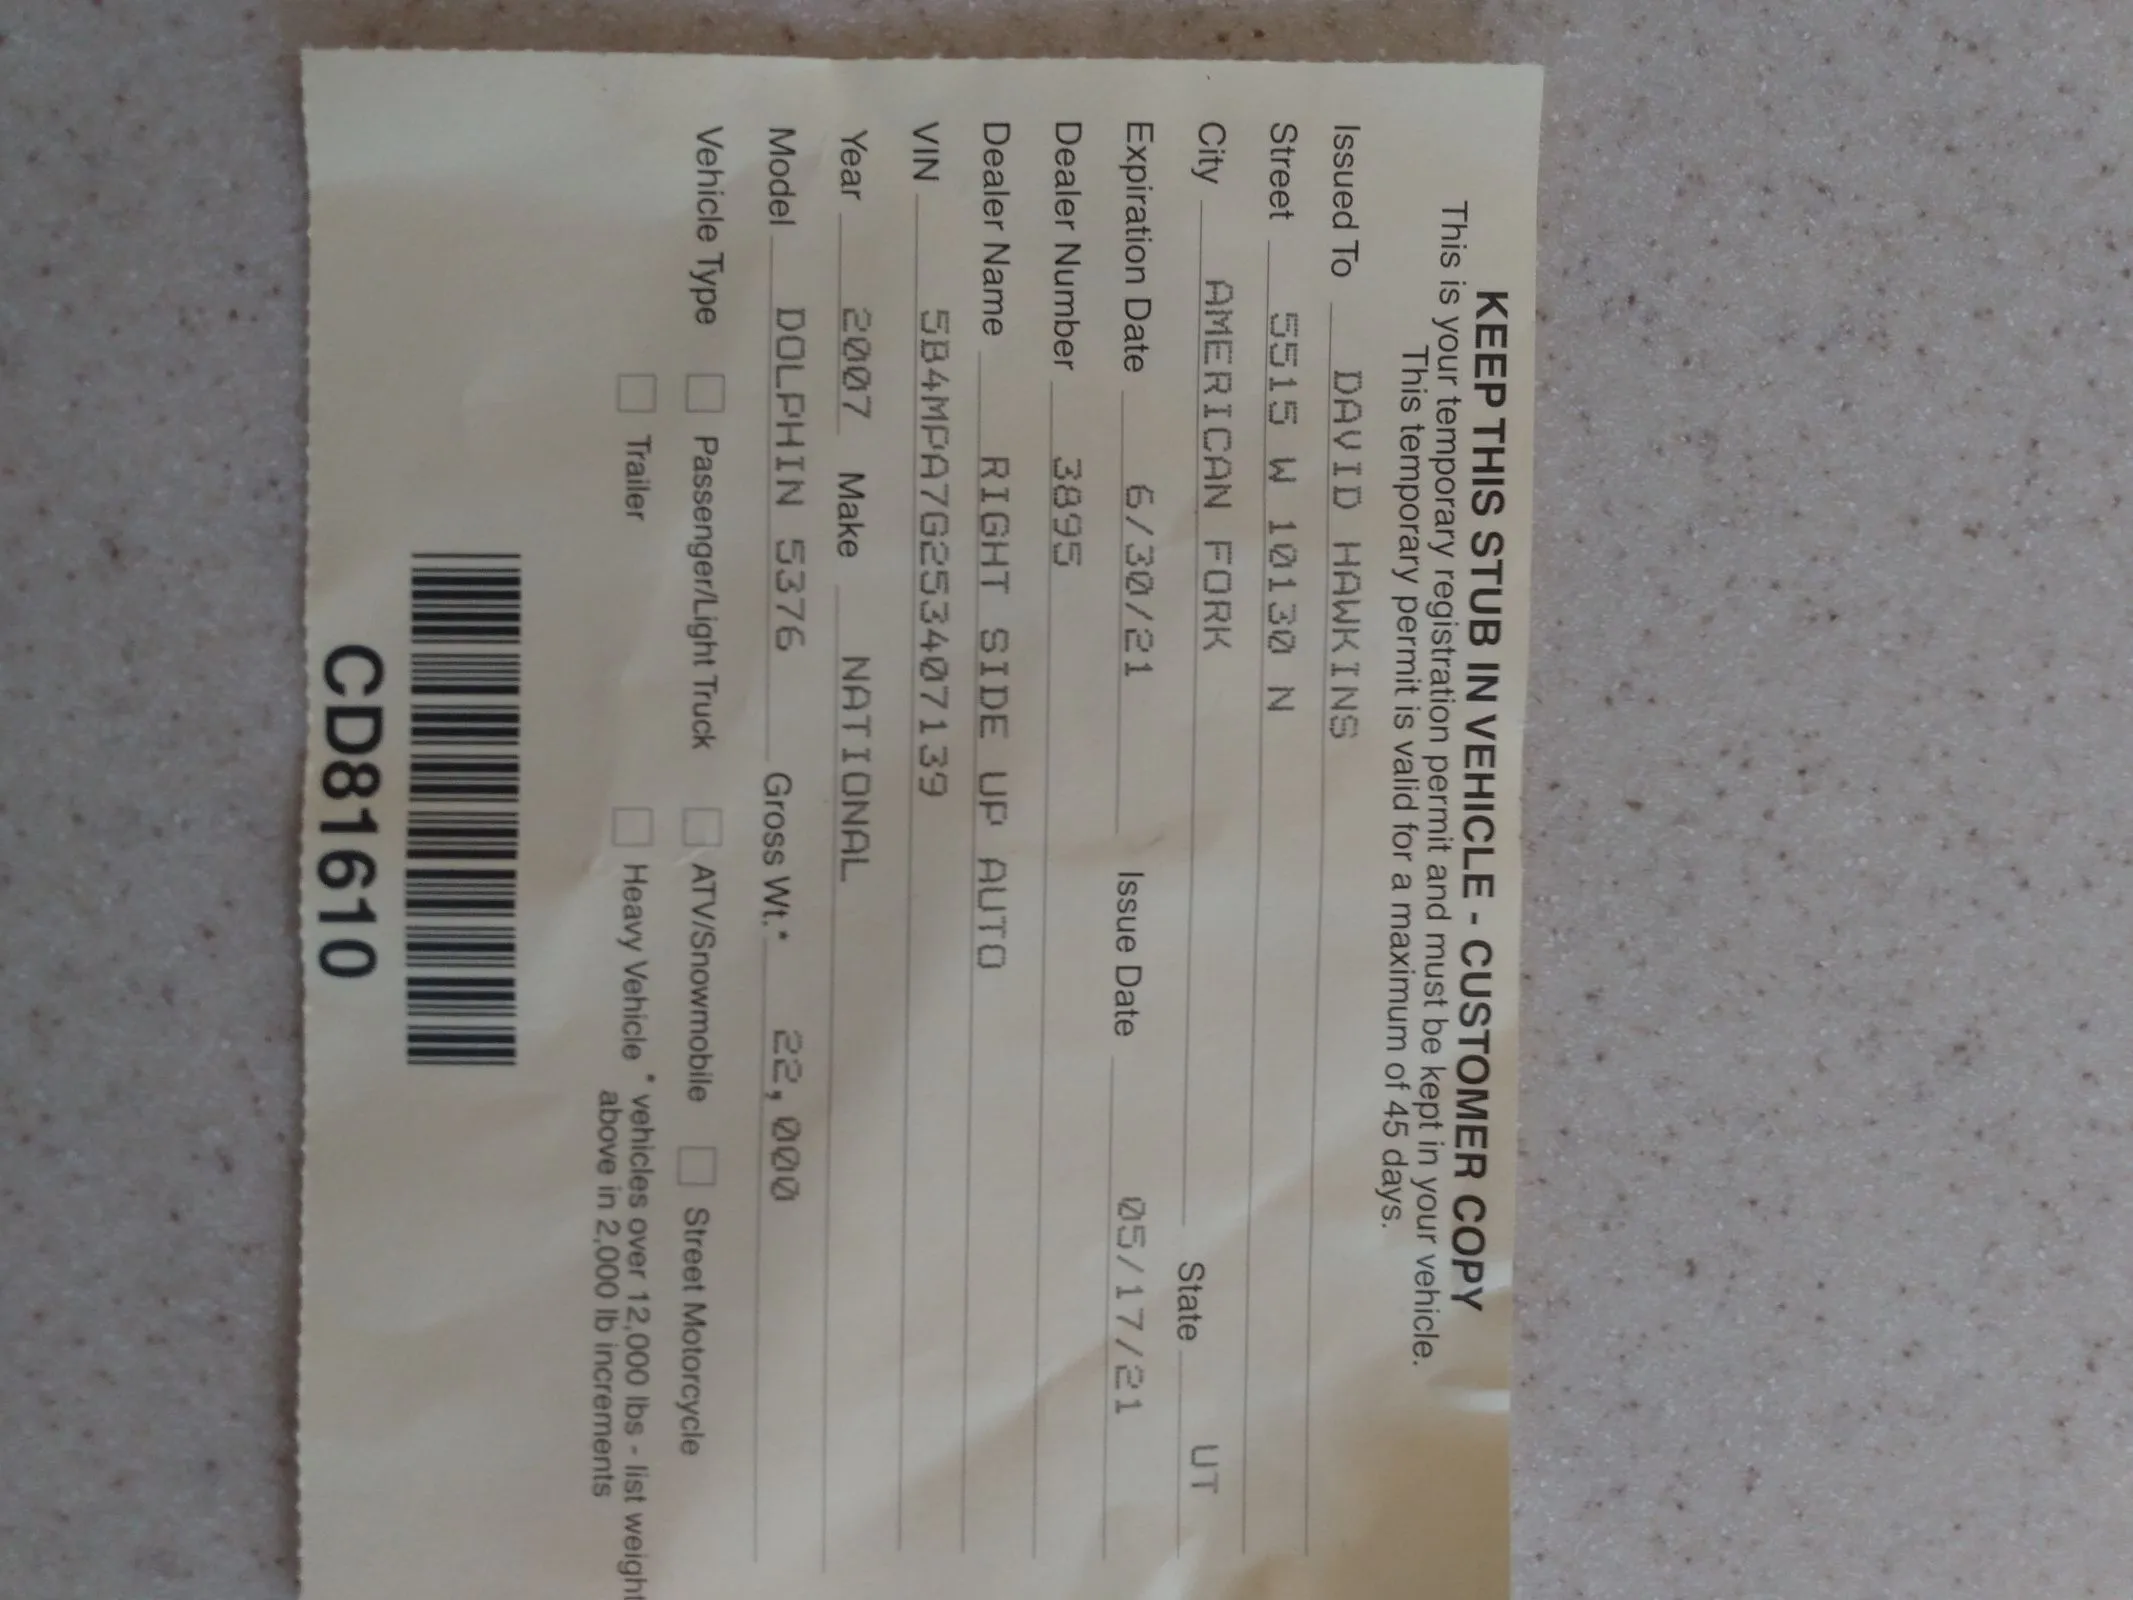 KEEP THIS STUB IN VEHICLE - CUSTOMER COPY
This is your temporary registration permit and must be kept in your vehicle.
This temporary permit is valid for a maximum of 45 days.
Issued To DAVID HAWKINS
Street 5515 W 10130 N
City AMERICAN FORK State UT
Expiration Date 6/30/21 Issue Date 05/17/21
Dealer Number 3895
Dealer Name RIGHT SIDE UP AUTO
VIN 5B4MPA7G253407139
Year 2007 Make NATIONAL
Model DOLPHIN 5376 Gross Wt.* 22,000
Vehicle Type Passenger/Light Truck ATV/Snowmobile Street Motorcycle
Trailer Heavy Vehicle * vehicles over 12,000 lbs - list weight
above in 2,000 lb increments
CD81610